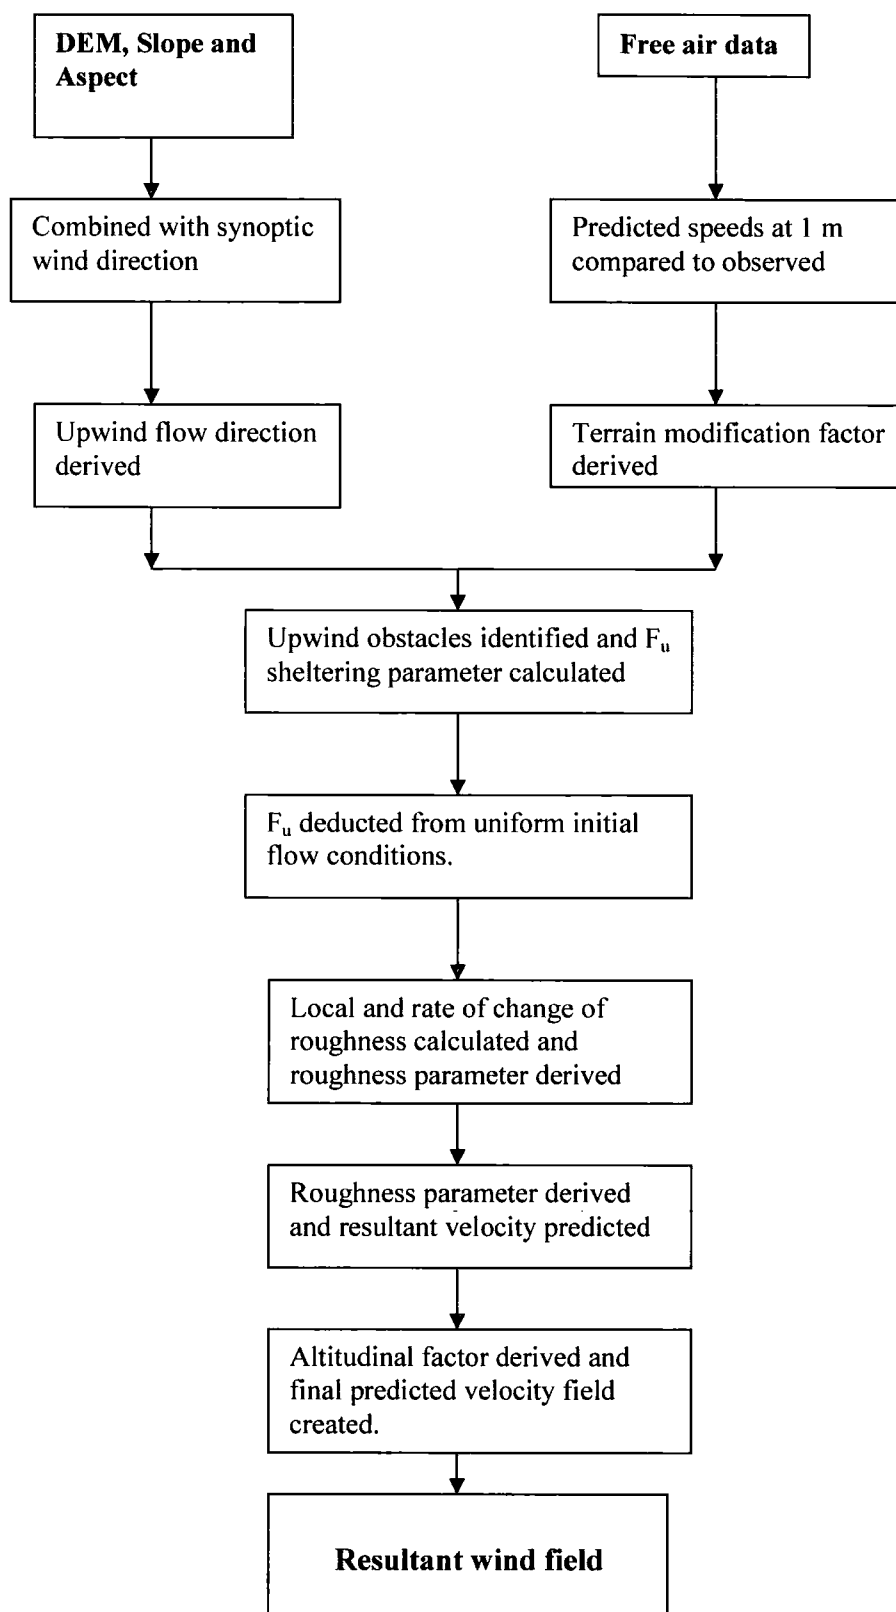 DEM, Slope and
Aspect
Free air data
Combined with synoptic
wind direction
Predicted speeds at 1 m
compared to observed
Upwind flow direction
derived
Terrain modification factor
derived
Upwind obstacles identified and Fu
sheltering parameter calculated
Fu deducted from uniform initial
flow conditions.
Local and rate of change of
roughness calculated and
roughness parameter derived
Roughness parameter derived
and resultant velocity predicted
Altitudinal factor derived and
final predicted velocity field
created.
Resultant wind field